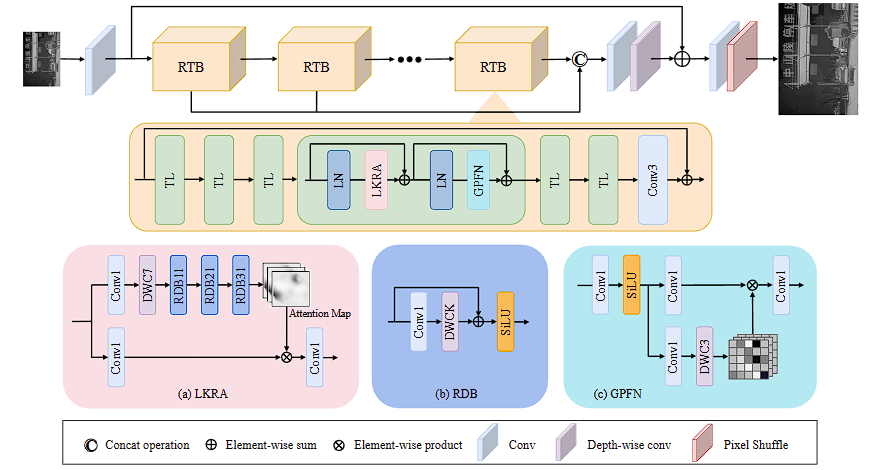 RTB
RTB
RTB
C
TL
TL
TL
LN
LKRA
LN
GPFN
TL
TL
Conv3
Conv1
DWC7
RDB11
RDB21
RDB31
Attention Map
Conv1
Conv1
(a) LKRA
Conv1
DWCK
SiLU
(b) RDB
Conv1
SiLU
Conv1
Conv1
Conv1
DWC3
(c) GPFN
C
Concat operation
Element-wise sum
Element-wise product
Conv
Depth-wise conv
Pixel Shuffle